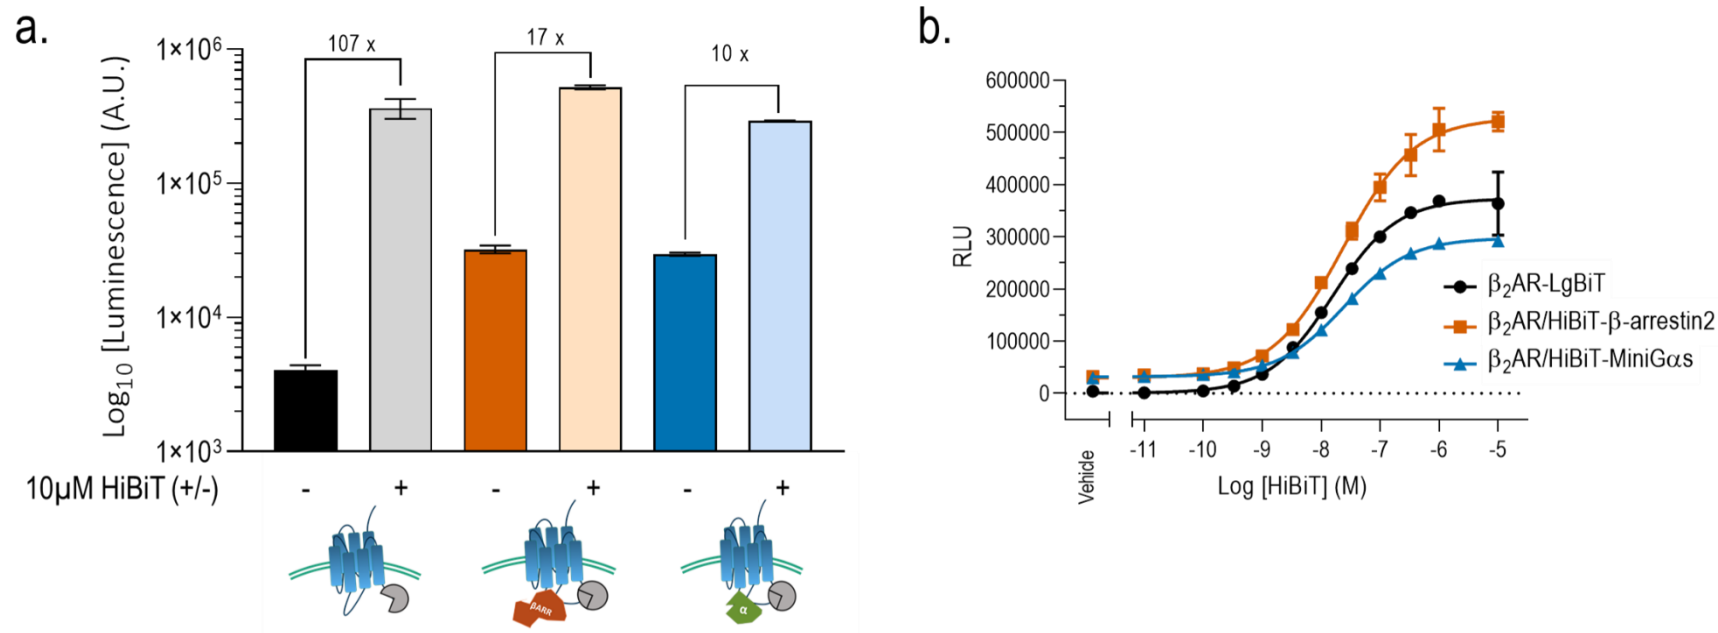 a.
Log10 [Luminescence] (A.U.)
1×10⁶
1×10⁵
1×10⁴
1×10³
107 x
17 x
10 x
10µM HiBiT (+/-)
- + - + - +
βARR
α
b.
RLU
600000
500000
400000
300000
200000
100000
0
Vehicle
-11 -10 -9 -8 -7 -6 -5
Log [HiBiT] (M)
β₂AR-LgBiT
β₂AR/HiBiT-β-arrestin2
β₂AR/HiBiT-MiniGαs